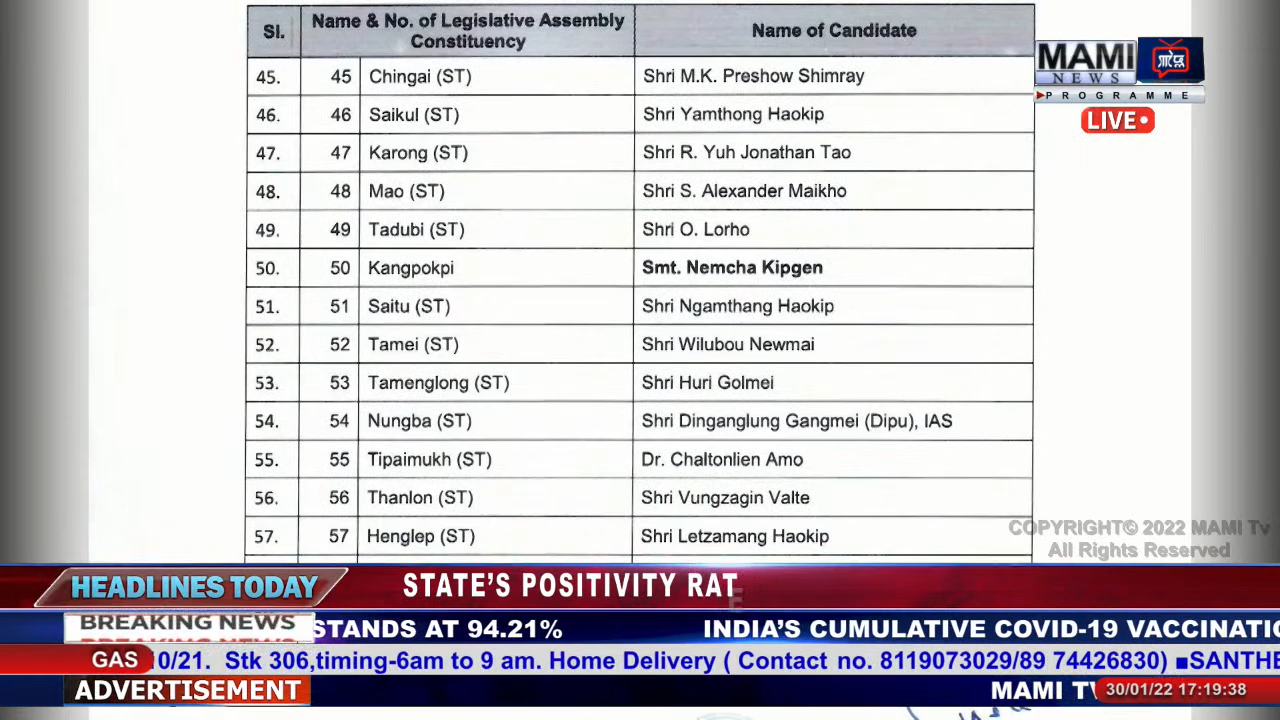 Sl. Name & No. of Legislative Assembly Constituency Name of Candidate
45. 45 Chingai (ST) Shri M.K. Preshow Shimray
46. 46 Saikul (ST) Shri Yamthong Haokip
47. 47 Karong (ST) Shri R. Yuh Jonathan Tao
48. 48 Mao (ST) Shri S. Alexander Maikho
49. 49 Tadubi (ST) Shri O. Lorho
50. 50 Kangpokpi Smt. Nemcha Kipgen
51. 51 Saitu (ST) Shri Ngamthang Haokip
52. 52 Tamei (ST) Shri Wilubou Newmai
53. 53 Tamenglong (ST) Shri Huri Golmei
54. 54 Nungba (ST) Shri Dinganglung Gangmei (Dipu), IAS
55. 55 Tipaimukh (ST) Dr. Chaltonlien Amo
56. 56 Thanlon (ST) Shri Vungzagin Valte
57. 57 Henglep (ST) Shri Letzamang Haokip
MAMI
NEWS
PROGRAMME
LIVE
COPYRIGHT© 2022 MAMI Tv
All Rights Reserved
HEADLINES TODAY STATE'S POSITIVITY RATE
BREAKING NEWS STANDS AT 94.21% INDIA'S CUMULATIVE COVID-19 VACCINATIO
GAS 10/21. Stk 306,timing-6am to 9 am. Home Delivery ( Contact no. 8119073029/89 74426830) ■SANTHE
ADVERTISEMENT MAMI TV 30/01/22 17:19:38